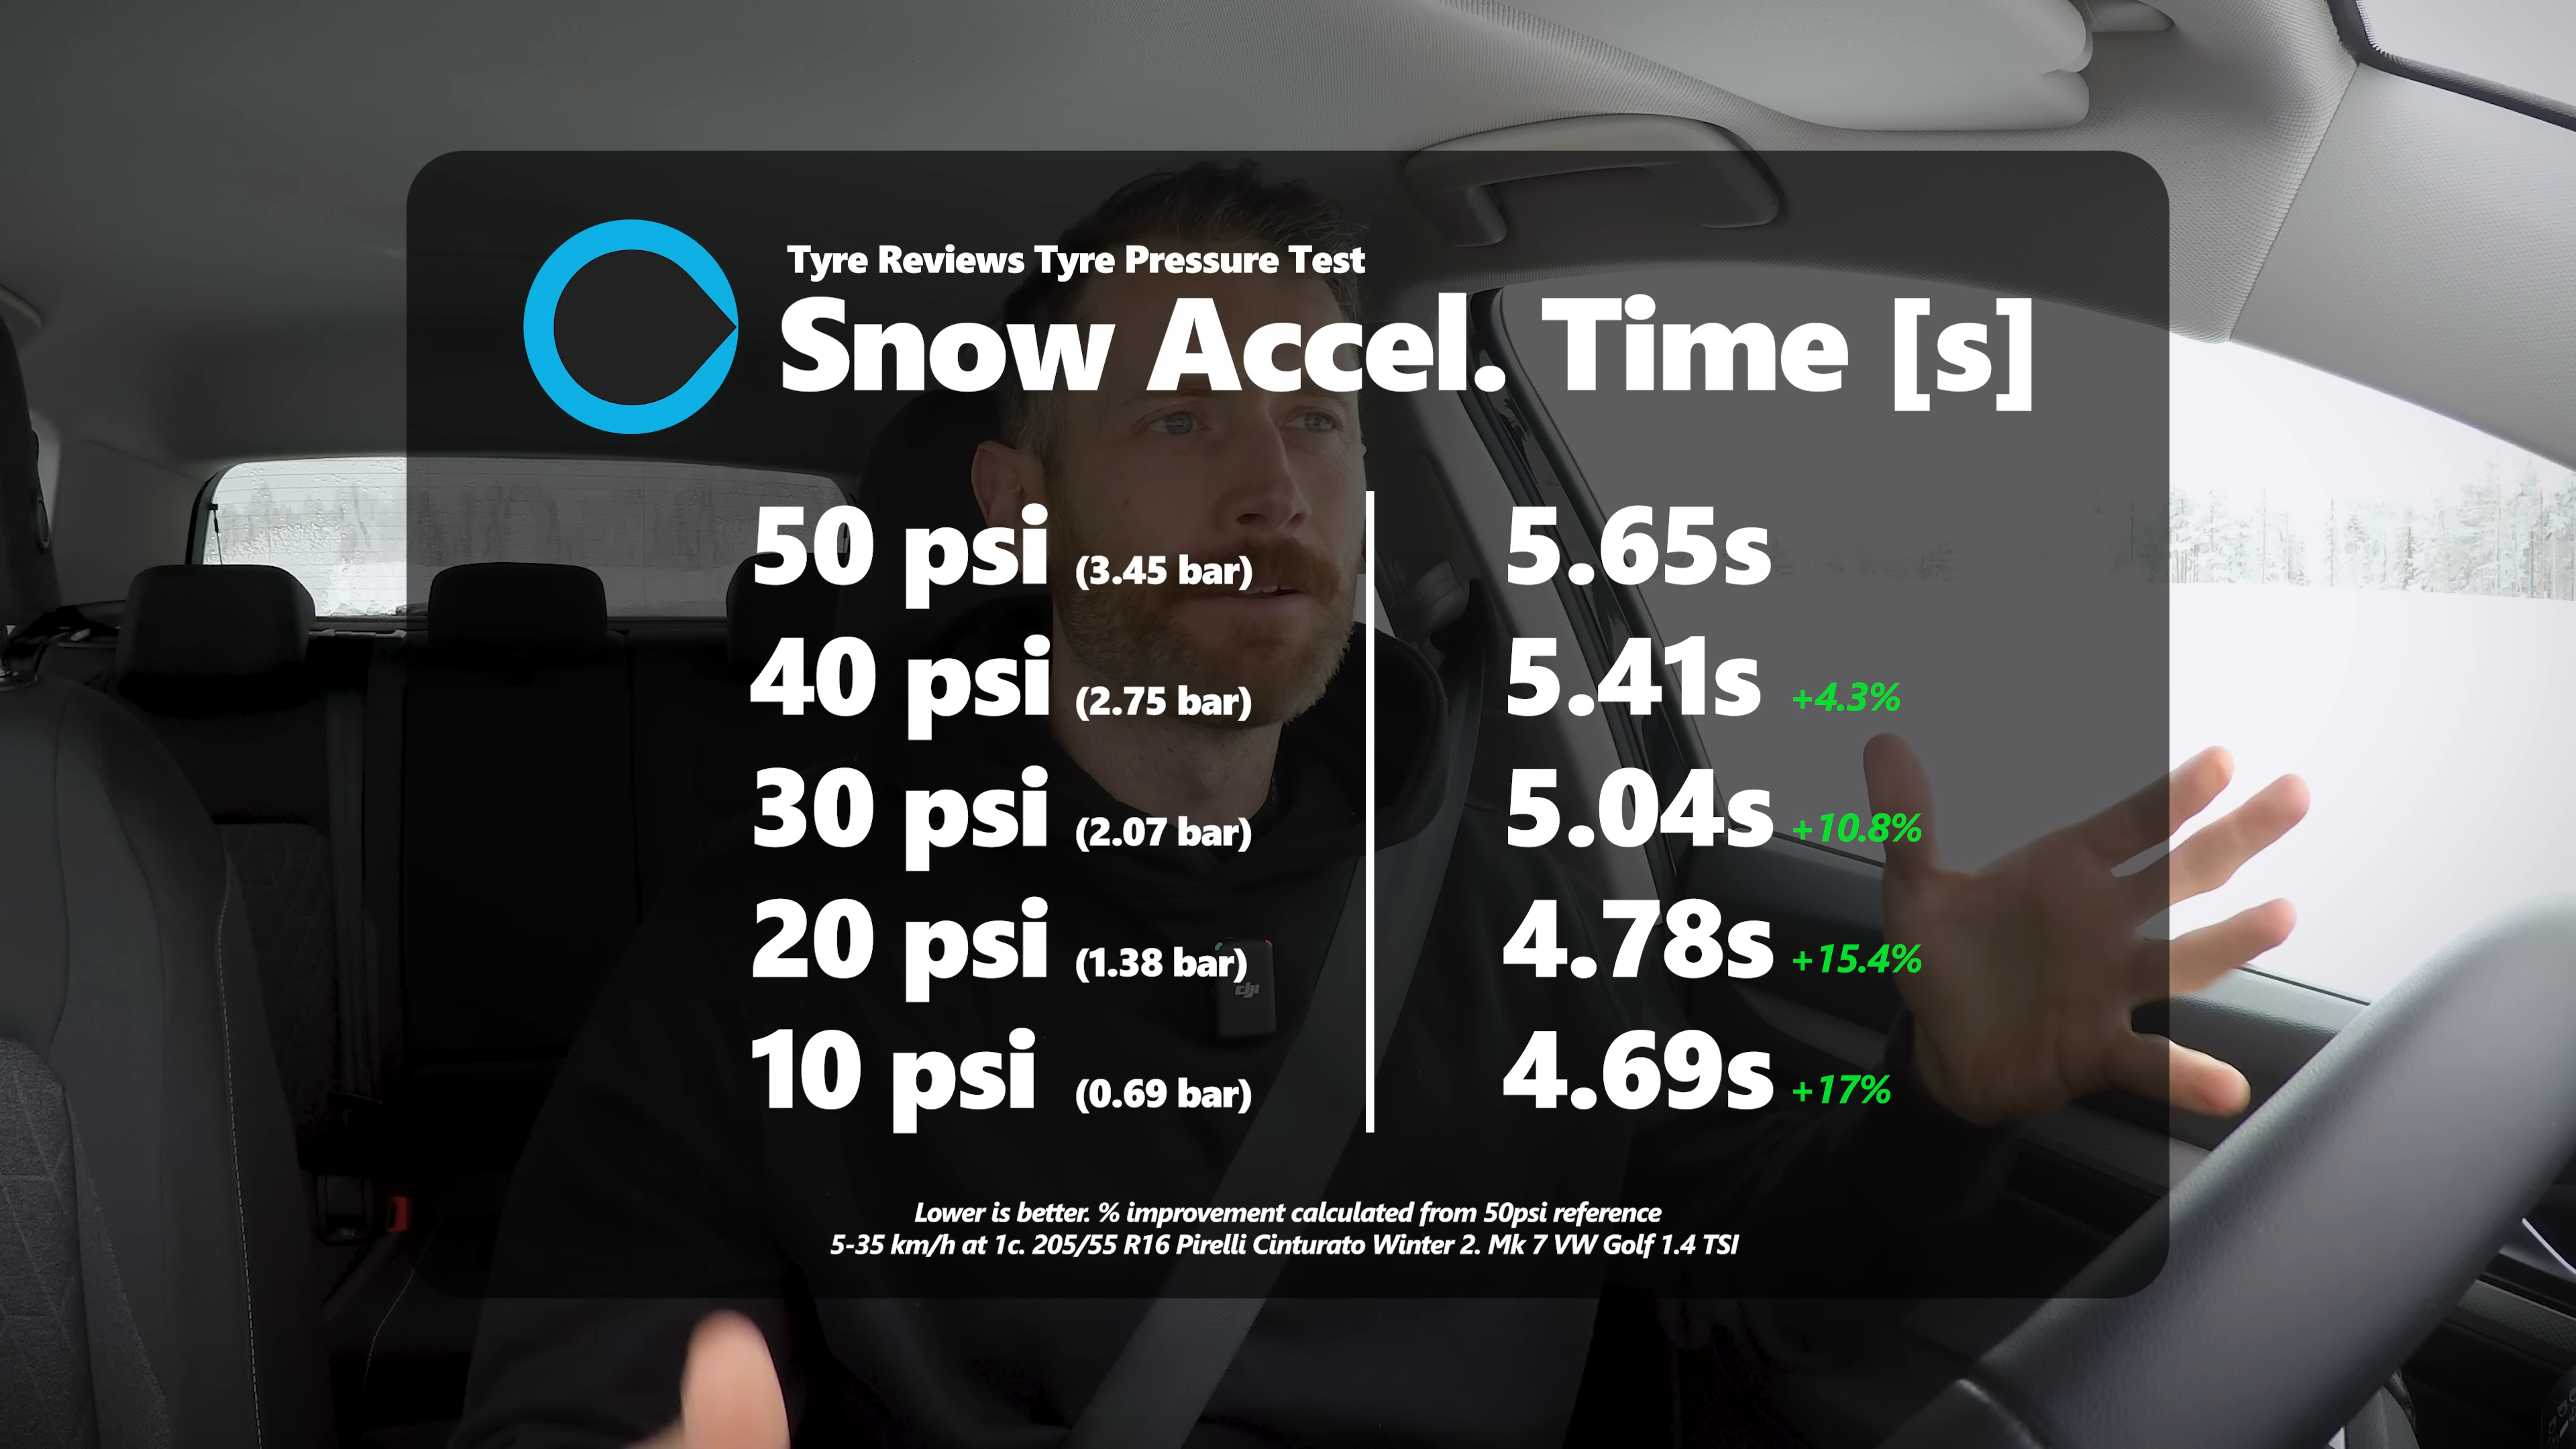 Tyre Reviews Tyre Pressure Test
Snow Accel. Time [s]
50 psi (3.45 bar) 5.65s
40 psi (2.75 bar) 5.41s +4.3%
30 psi (2.07 bar) 5.04s +10.8%
20 psi (1.38 bar) 4.78s +15.4%
dji
10 psi (0.69 bar) 4.69s +17%
Lower is better. % improvement calculated from 50psi reference
5-35 km/h at 1c. 205/55 R16 Pirelli Cinturato Winter 2. Mk 7 VW Golf 1.4 TSI